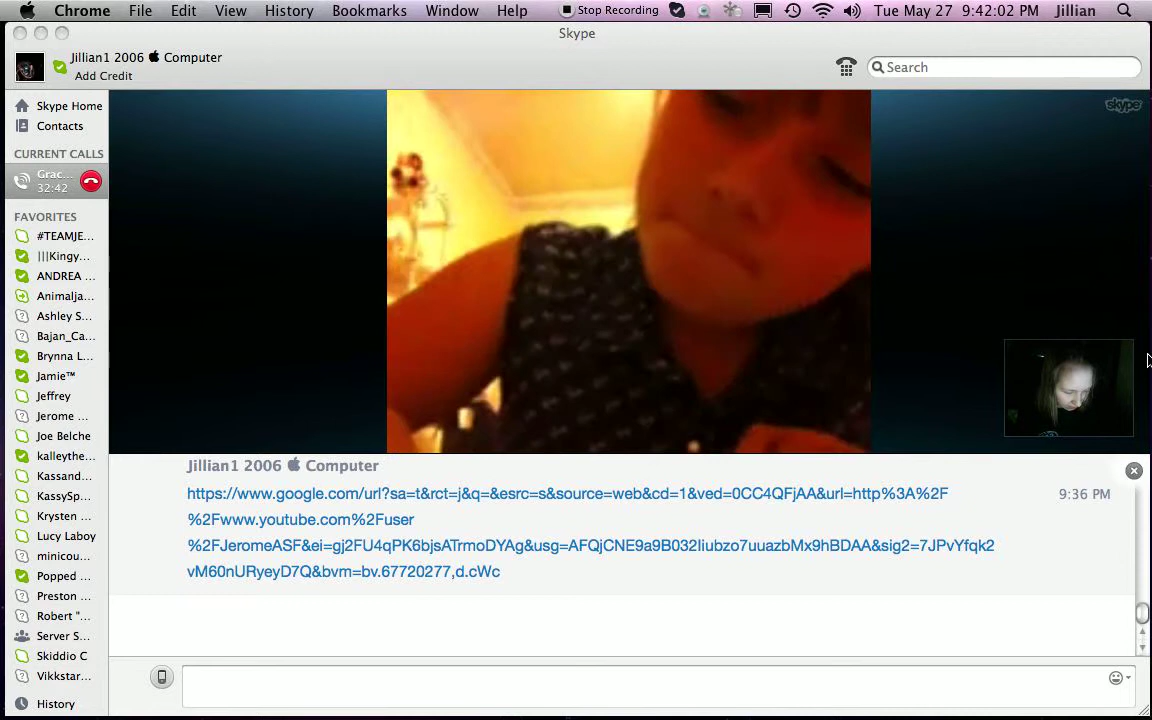 Chrome File Edit View History Bookmarks Window Help Stop Recording Tue May 27 9:42:02 PM Jillian
Skype
Jillian1 2006 Computer
Add Credit
Search
Skype Home
Contacts
CURRENT CALLS
Grac...
32:42
FAVORITES
#TEAMJE...
|||Kingy...
ANDREA ...
Animalja...
Ashley S...
Bajan_Ca...
Brynna L...
Jamie™
Jeffrey
Jerome ...
Joe Belche
kalleythe...
Kassand...
KassySp...
Krysten ...
Lucy Laboy
minicou...
Popped ...
Preston ...
Robert "...
Server S...
Skiddio C
Vikkstar...
History
skype
Jillian1 2006 Computer
https://www.google.com/url?sa=t&rct=j&q=&esrc=s&source=web&cd=1&ved=0CC4QFjAA&url=http%3A%2F 9:36 PM
%2Fwww.youtube.com%2Fuser
%2FJeromeASF&ei=gj2FU4qPK6bjsATrmoDYAg&usg=AFQjCNE9a9B032Iiubzo7uuazbMx9hBDAA&sig2=7JPvYfqk2
vM60nURyeyD7Q&bvm=bv.67720277,d.cWc